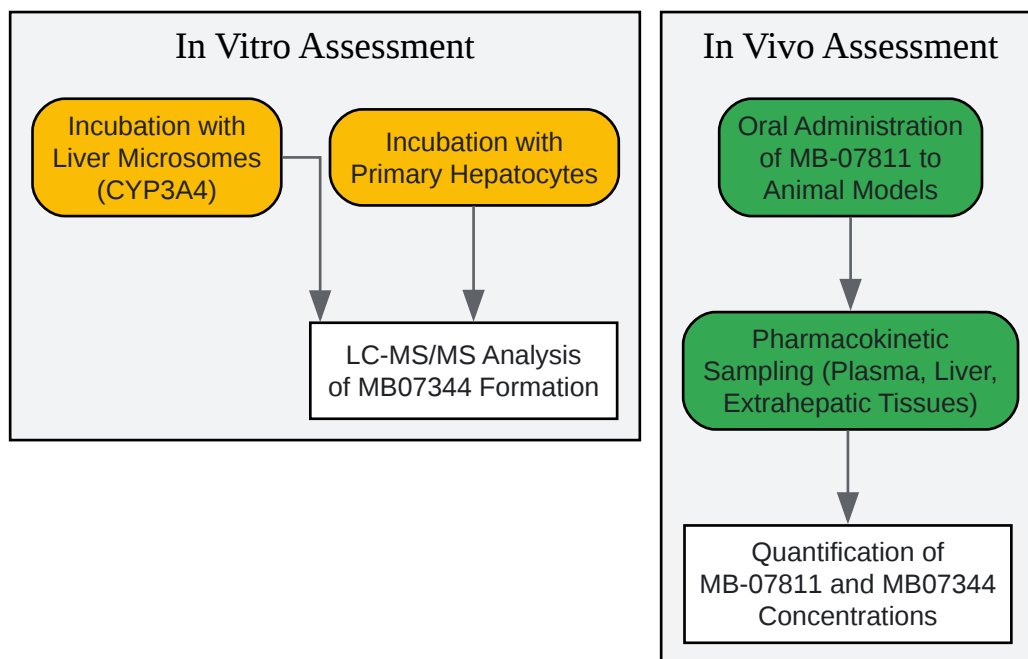 In Vitro Assessment
Incubation with
Liver Microsomes
(CYP3A4)
Incubation with
Primary Hepatocytes
LC-MS/MS Analysis
of MB07344 Formation
In Vivo Assessment
Oral Administration
of MB-07811 to
Animal Models
Pharmacokinetic
Sampling (Plasma, Liver,
Extrahepatic Tissues)
Quantification of
MB-07811 and MB07344
Concentrations